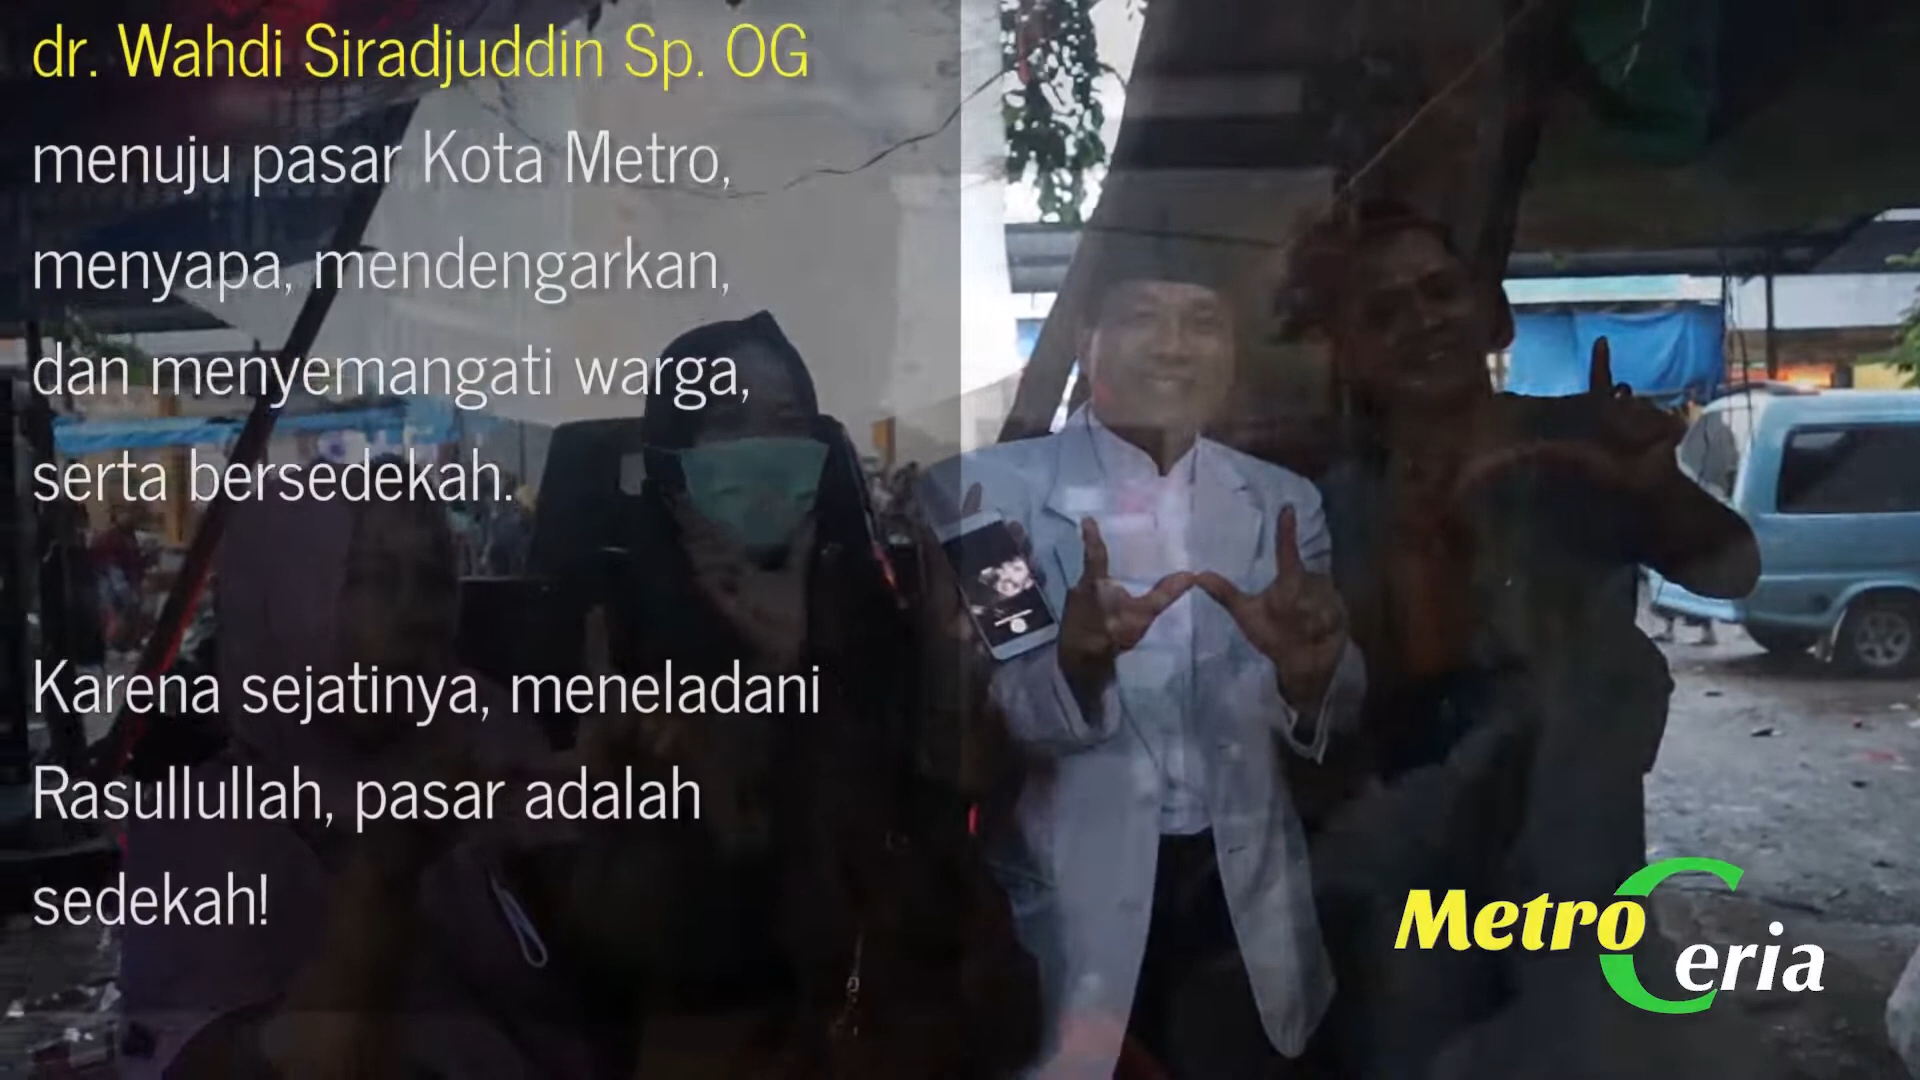 dr. Wahdi Siradjuddin Sp. OG
menuju pasar Kota Metro,
menyapa, mendengarkan,
dan menyemangati warga,
serta bersedekah.
Karena sejatinya, meneladani
Rasullullah, pasar adalah
sedekah!
Metro Ceria